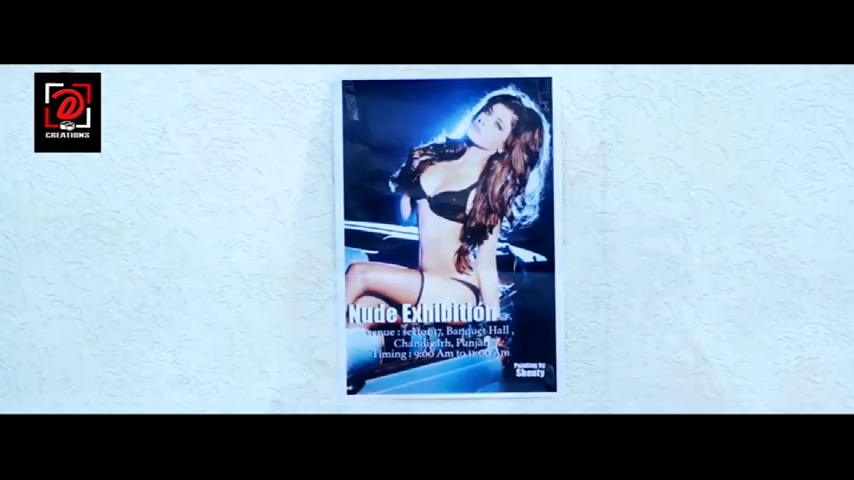 CREATIONS
Nude Exhibition
Venue : sector 17, Banquet Hall ,
Chandigarh, Punjab
Timing : 9:00 Am to 11:00 Am
Painting by
Shenty